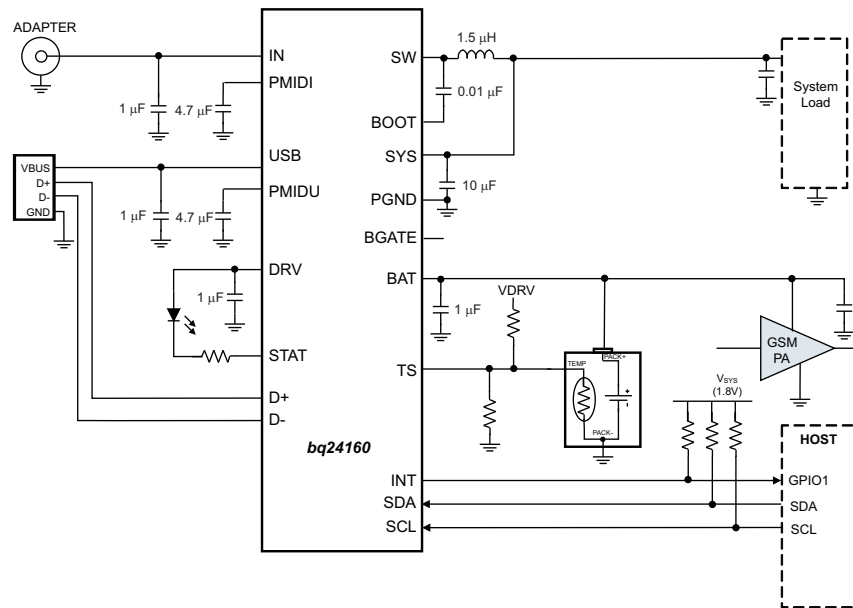 ADAPTER
IN
PMIDI
1 μF
4.7 μF
USB
VBUS
D+
D-
GND
PMIDU
1 μF
4.7 μF
DRV
1 μF
STAT
D+
D-
bq24160
SW
1.5 μH
0.01 μF
BOOT
SYS
10 μF
PGND
BGATE
BAT
1 μF
VDRV
TS
TEMP
PACK+
+
-
PACK-
System
Load
GSM
PA
VSYS
(1.8V)
HOST
INT
GPIO1
SDA
SDA
SCL
SCL